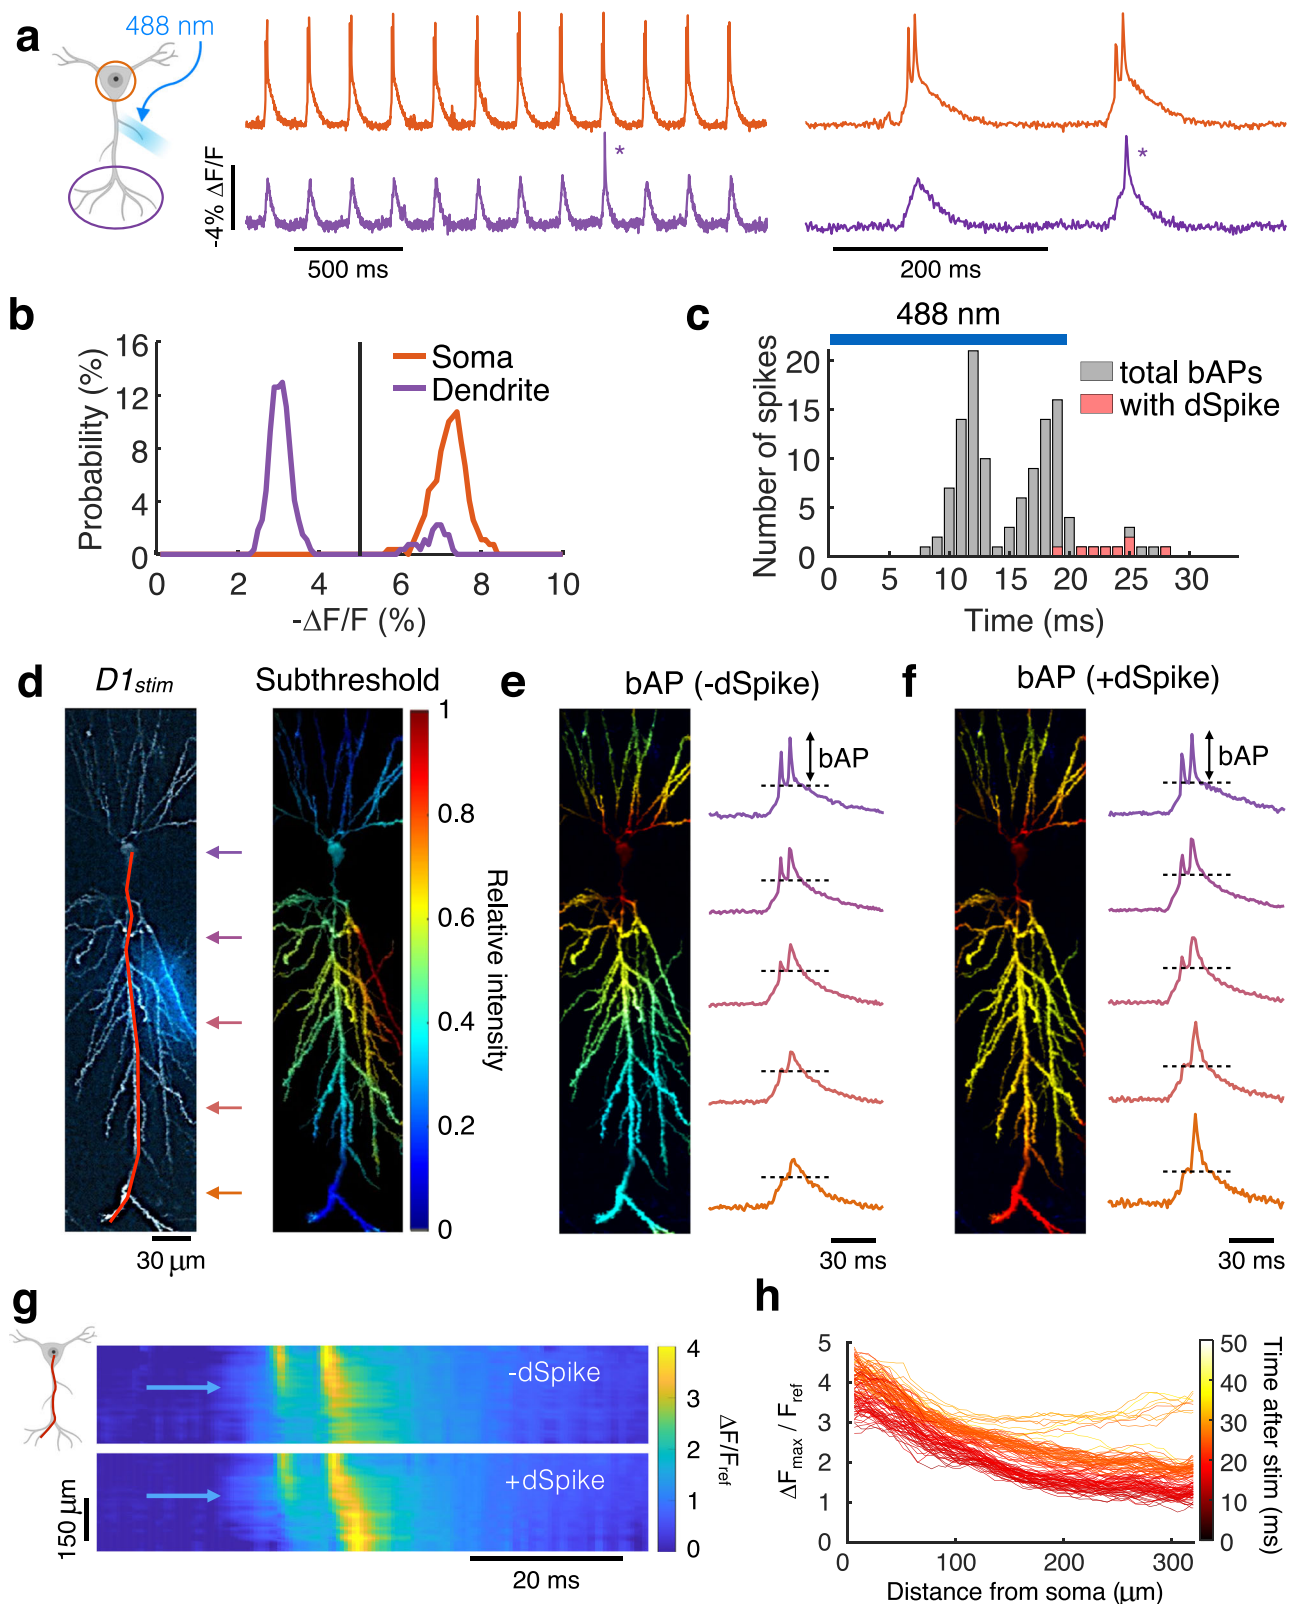 a
488 nm
-4% ΔF/F
*
*
500 ms
200 ms
b
16
12
8
4
0
Probability (%)
Soma
Dendrite
0
2
4
6
8
10
-ΔF/F (%)
c
488 nm
20
15
10
5
0
Number of spikes
total bAPs
with dSpike
0
5
10
15
20
25
30
Time (ms)
d
D1stim
Subthreshold
1
0.8
0.6
0.4
0.2
0
Relative intensity
30 μm
e
bAP (-dSpike)
bAP
30 ms
f
bAP (+dSpike)
bAP
30 ms
g
-dSpike
+dSpike
150 μm
20 ms
4
3
2
1
0
ΔF/Fref
h
5
4
3
2
1
0
ΔFmax / Fref
0
100
200
300
Distance from soma (μm)
50
40
30
20
10
0
Time after stim (ms)